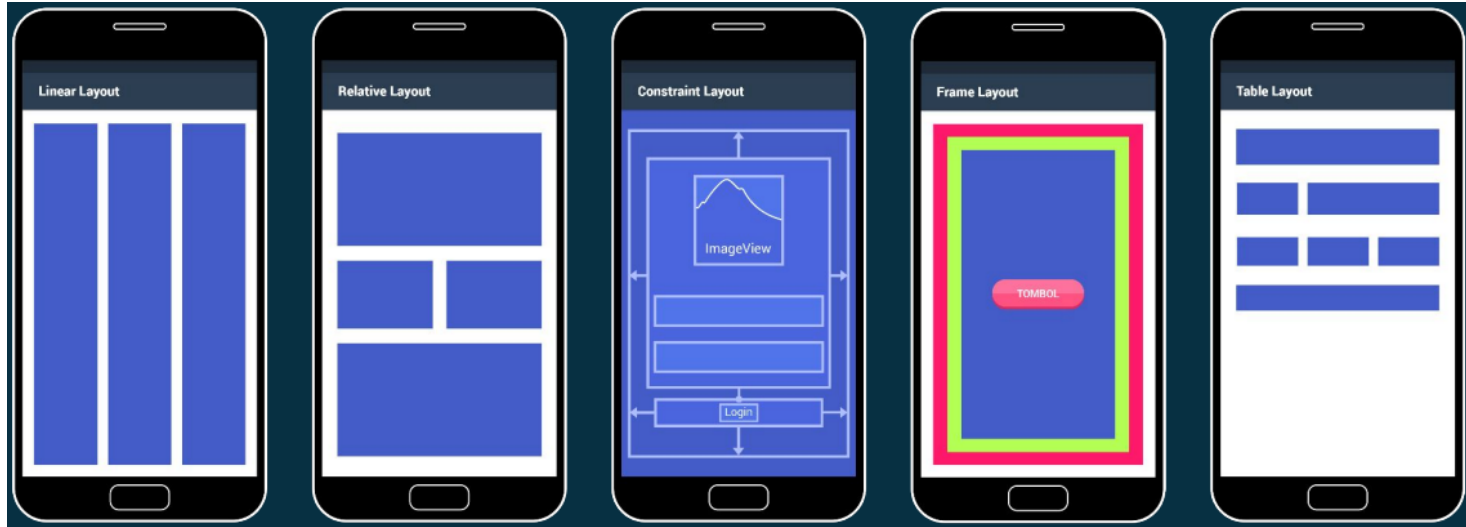 Linear Layout
Relative Layout
Constraint Layout
ImageView
Login
Frame Layout
TOMBOL
Table Layout